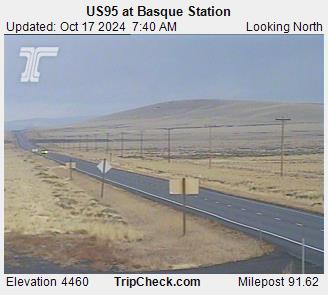 US95 at Basque Station
Updated: Oct 17 2024 7:40 AM Looking North
Elevation 4460 TripCheck.com Milepost 91.62